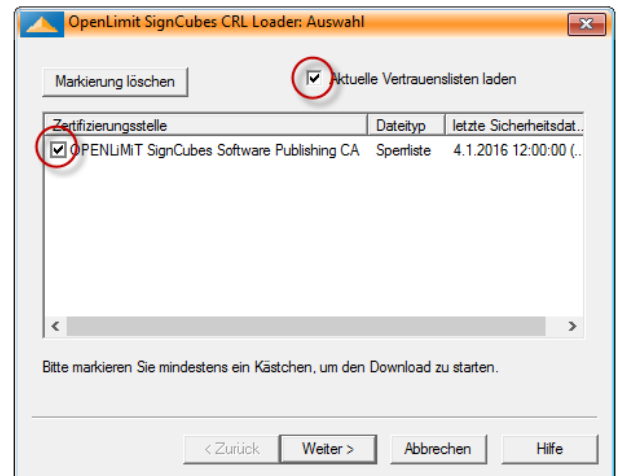 OpenLimit SignCubes CRL Loader: Auswahl
Markierung löschen
Aktuelle Vertrauenslisten laden
Zertifizierungsstelle Dateityp letzte Sicherheitsdat..
OPENLiMiT SignCubes Software Publishing CA Sperrliste 4.1.2016 12:00:00 (..
Bitte markieren Sie mindestens ein Kästchen, um den Download zu starten.
< Zurück Weiter > Abbrechen Hilfe